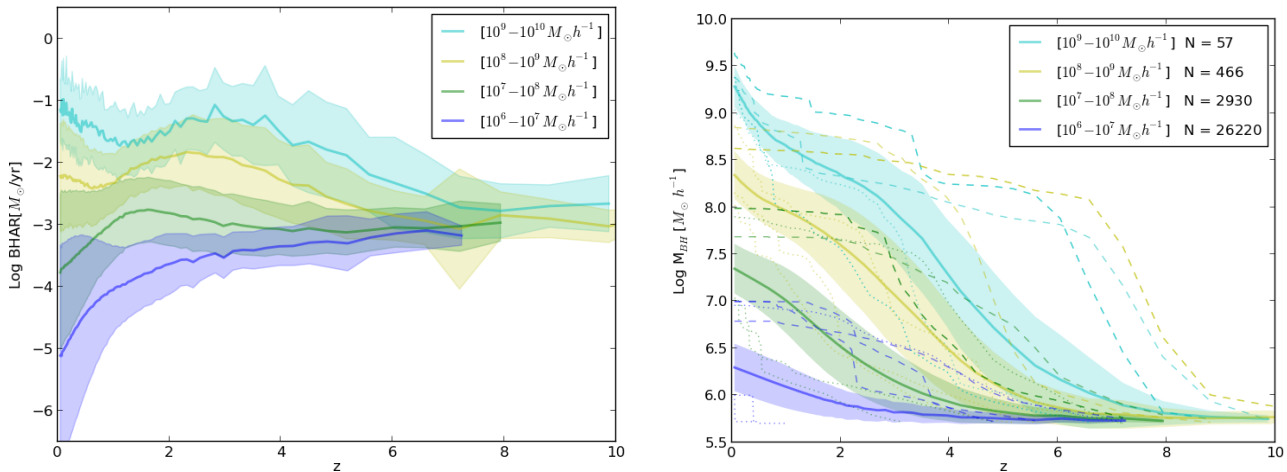 0
−1
−2
−3
−4
−5
−6
Log BHAR[M⊙/yr]
0 2 4 6 8 10
z
[10⁹−10¹⁰ M⊙h⁻¹]
[10⁸−10⁹ M⊙h⁻¹]
[10⁷−10⁸ M⊙h⁻¹]
[10⁶−10⁷ M⊙h⁻¹]
10.0
9.5
9.0
8.5
8.0
7.5
7.0
6.5
6.0
5.5
Log M_BH [M⊙ h⁻¹]
0 2 4 6 8 10
z
[10⁹−10¹⁰ M⊙h⁻¹] N = 57
[10⁸−10⁹ M⊙h⁻¹] N = 466
[10⁷−10⁸ M⊙h⁻¹] N = 2930
[10⁶−10⁷ M⊙h⁻¹] N = 26220